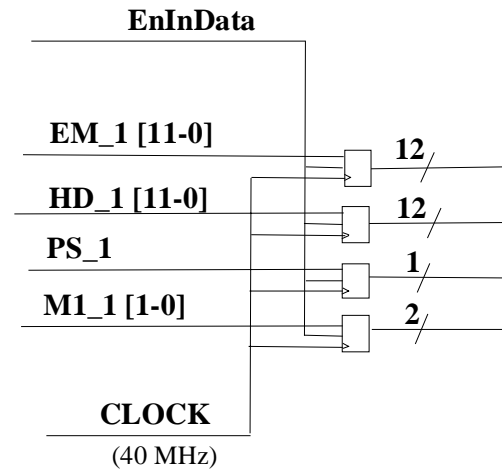 EnInData
EM_1 [11-0]
12
HD_1 [11-0]
12
PS_1
1
M1_1 [1-0]
2
CLOCK
(40 MHz)